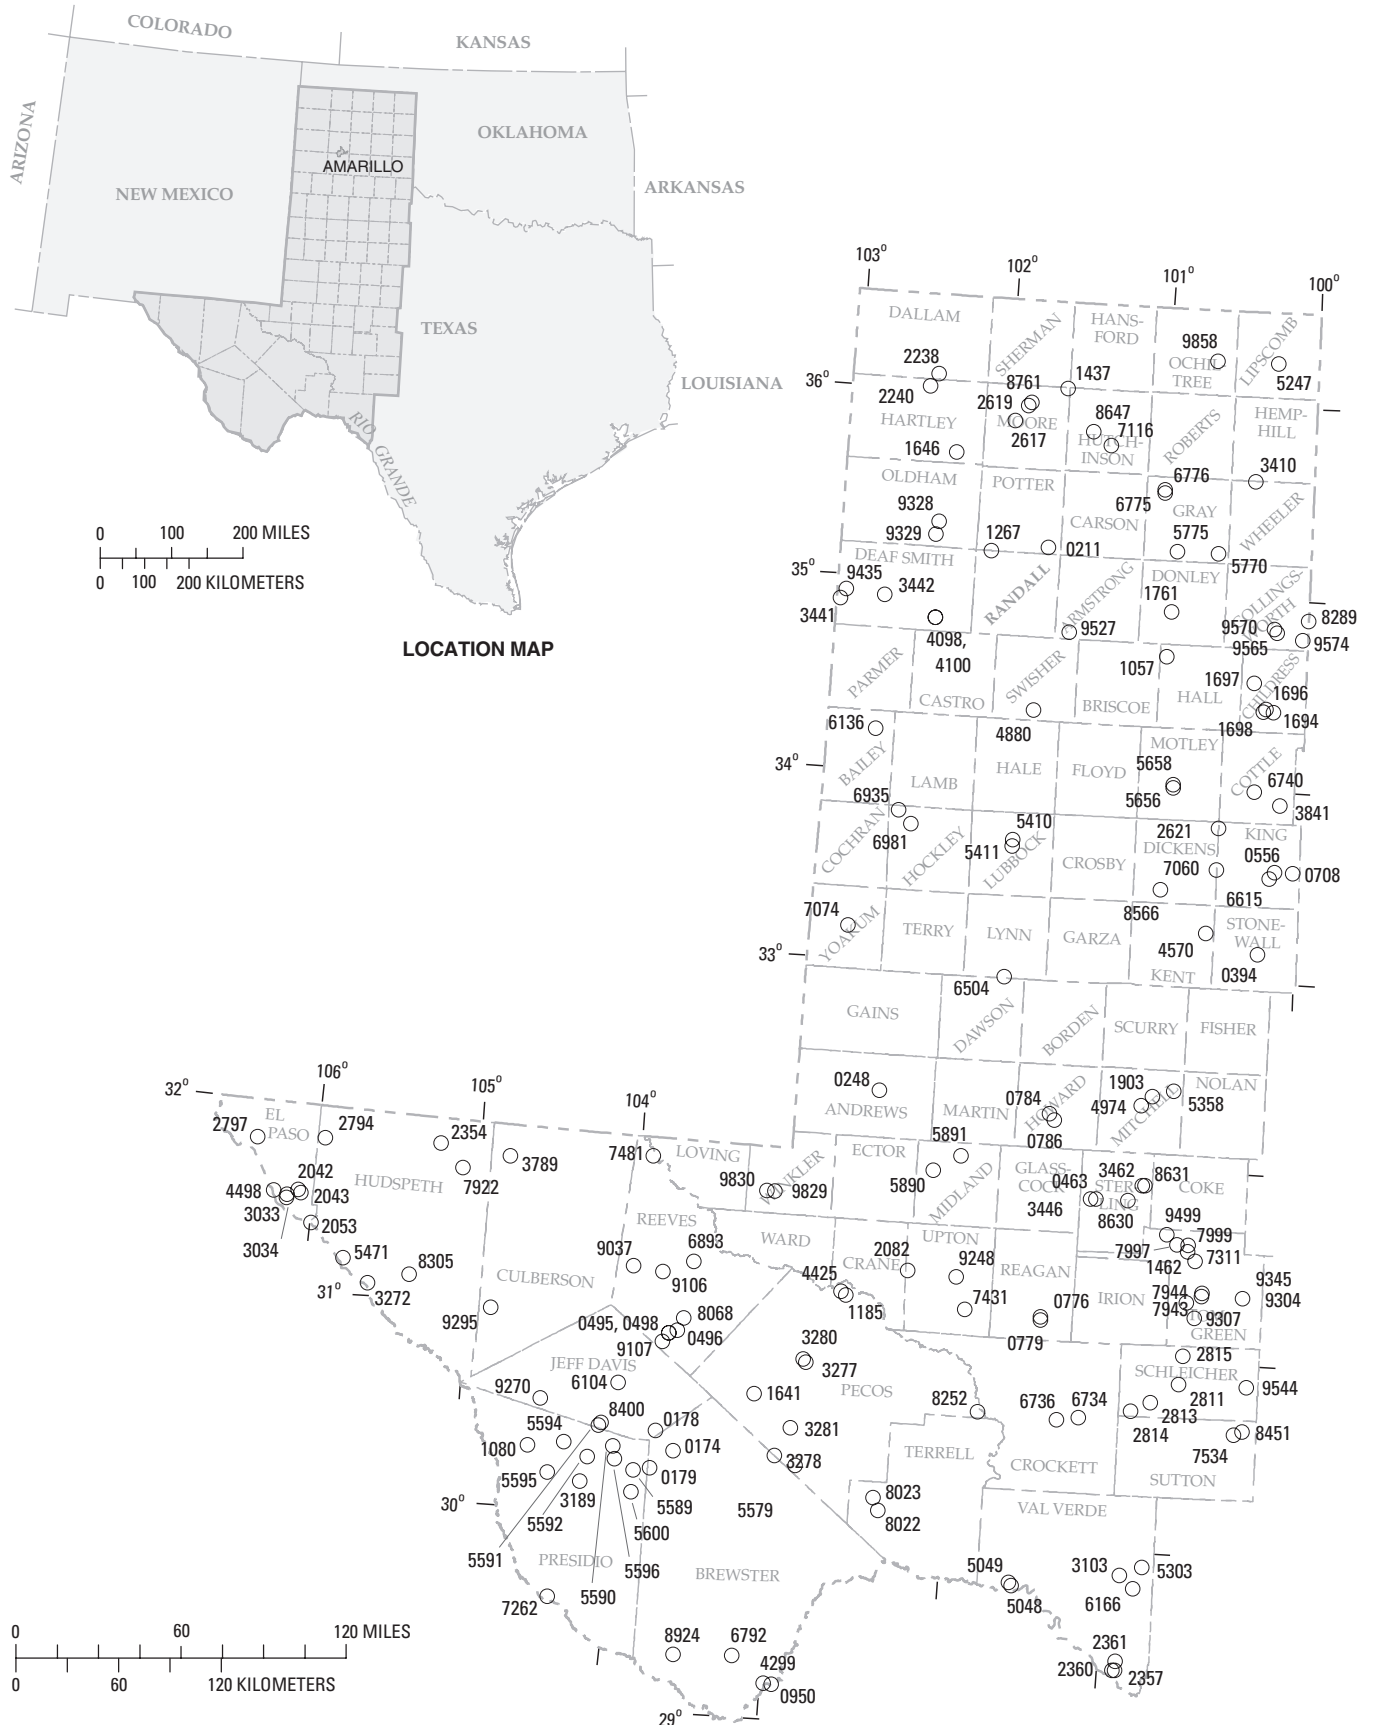 COLORADO
KANSAS
ARIZONA
OKLAHOMA
AMARILLO
NEW MEXICO
ARKANSAS
TEXAS
LOUISIANA
RIO GRANDE
0 100 200 MILES
0 100 200 KILOMETERS
LOCATION MAP
103°
102°
101°
100°
DALLAM
SHERMAN
HANS-
FORD
9858
OCHIL-
TREE
LIPSCOMB
5247
2238
36°
2240
8761
1437
2619
HARTLEY
MOORE
2617
8647
7116
HUTCH-
INSON
ROBERTS
HEMP-
HILL
1646
3410
OLDHAM
POTTER
6776
6775
GRAY
WHEELER
CARSON
9328
9329
1267
0211
5775
5770
DEAF SMITH
35°
9435
3442
3441
RANDALL
ARMSTRONG
DONLEY
1761
COLLINGS-
WORTH
8289
9570
9565
9574
4098,
4100
9527
PARMER
CASTRO
SWISHER
1057
BRISCOE
HALL
1697
CHILDRESS
1696
1694
1698
6136
4880
MOTLEY
34°
BAILEY
LAMB
HALE
FLOYD
5658
5656
COTTLE
6740
3841
6935
6981
COCHRAN
HOCKLEY
5410
5411
LUBBOCK
CROSBY
2621
DICKENS
7060
KING
0556
0708
6615
8566
7074
YOAKUM
TERRY
LYNN
GARZA
4570
STONE-
WALL
0394
KENT
33°
6504
GAINS
DAWSON
BORDEN
SCURRY
FISHER
0248
ANDREWS
MARTIN
0784
HOWARD
0786
1903
4974
MITCHELL
5358
NOLAN
32°
106°
105°
104°
EL
PASO
2797
2794
2354
3789
7922
HUDSPETH
2042
2043
4498
3033
3034
2053
5471
8305
31°
3272
7481
LOVING
9830
9829
WINKLER
ECTOR
5891
5890
MIDLAND
GLASS-
COCK
0463
3446
3462
8631
STER-
LING
8630
COKE
9499
7999
7997
7311
1462
REEVES
WARD
CRANE
2082
UPTON
9248
REAGAN
IRION
9037
6893
9106
CULBERSON
4425
1185
7431
0776
0779
7944
7943
9345
9304
9307
TOM
GREEN
9295
0495, 0498
8068
0496
9107
3280
3277
2815
SCHLEICHER
JEFF DAVIS
6104
9270
PECOS
1641
8252
6736
6734
2811
2813
2814
9544
5594
8400
0178
1080
0174
3281
3278
8451
7534
TERRELL
CROCKETT
SUTTON
5595
3189
0179
5589
5600
5579
8023
8022
VAL VERDE
30°
5592
5591
PRESIDIO
5596
5590
BREWSTER
7262
5049
5048
3103
5303
6166
0 60 120 MILES
0 60 120 KILOMETERS
8924
6792
4299
0950
2361
2360
2357
29°